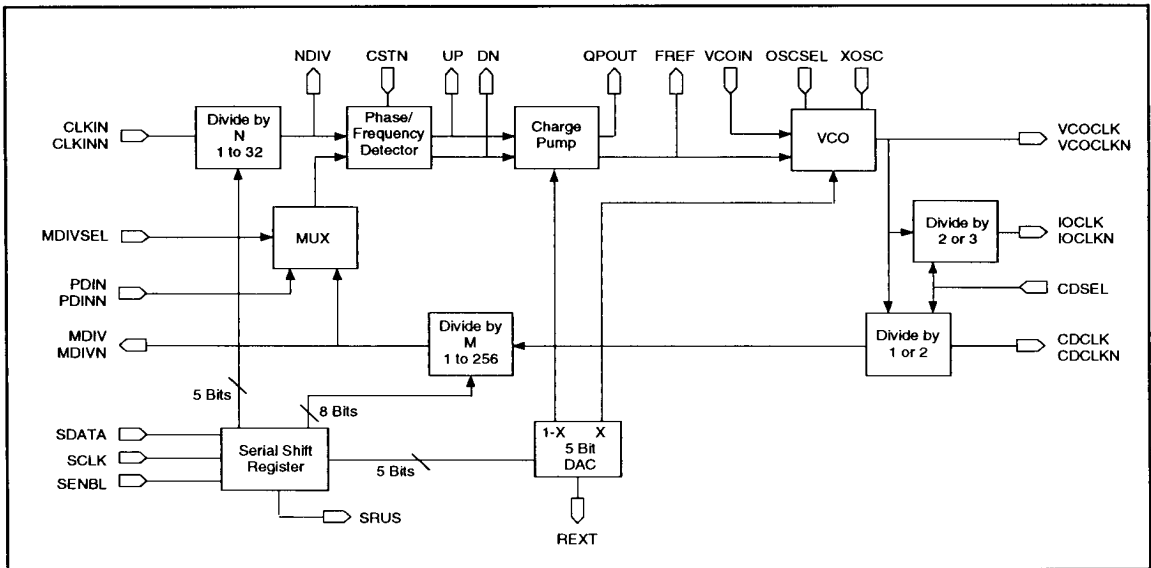 NDIV
CSTN
UP
DN
QPOUT
FREF
VCOIN
OSCSEL
XOSC
CLKIN
CLKINN
Divide by
N
1 to 32
Phase/
Frequency
Detector
Charge
Pump
VCO
VCOCLK
VCOCLKN
MDIVSEL
MUX
Divide by
2 or 3
IOCLK
IOCLKN
PDIN
PDINN
CDSEL
MDIV
MDIVN
Divide by
M
1 to 256
Divide by
1 or 2
CDCLK
CDCLKN
5 Bits
8 Bits
SDATA
SCLK
SENBL
Serial Shift
Register
5 Bits
1-X X
5 Bit
DAC
SRUS
REXT